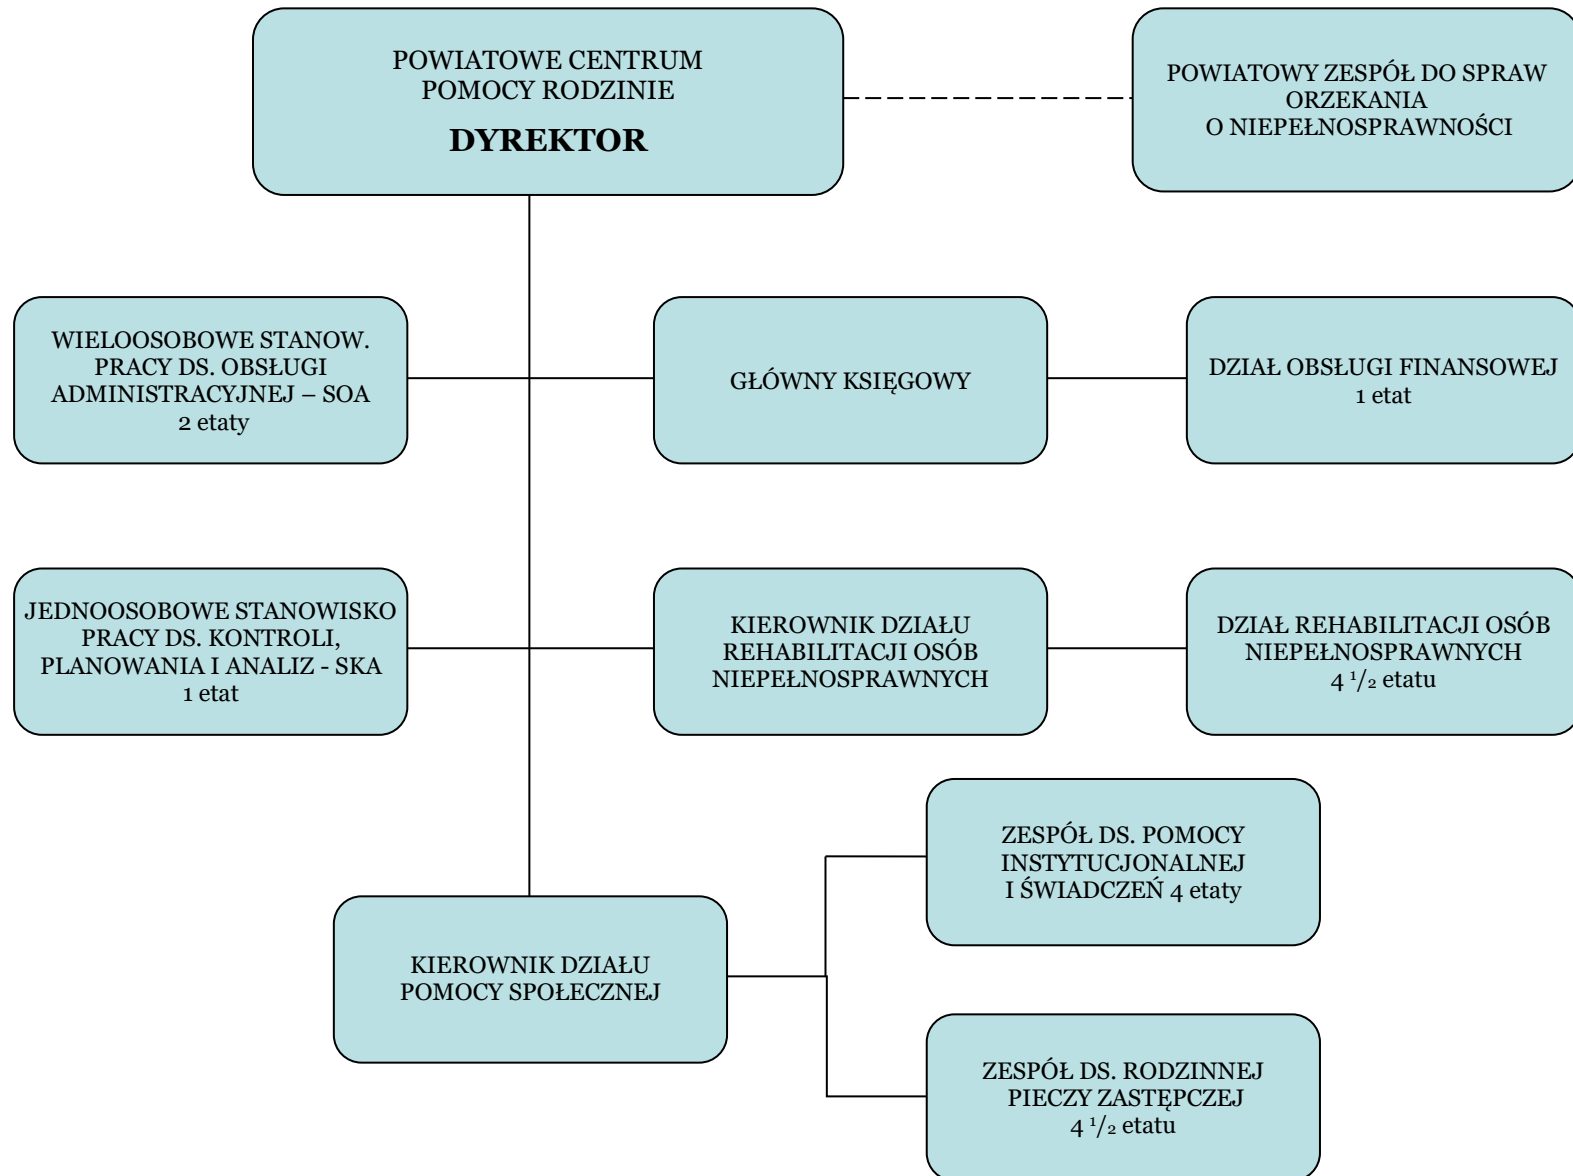 POWIATOWE CENTRUM
POMOCY RODZINIE
DYREKTOR
POWIATOWY ZESPÓŁ DO SPRAW
ORZEKANIA
O NIEPEŁNOSPRAWNOŚCI
WIELOOSOBOWE STANOW.
PRACY DS. OBSŁUGI
ADMINISTRACYJNEJ – SOA
2 etaty
GŁÓWNY KSIĘGOWY
DZIAŁ OBSŁUGI FINANSOWEJ
1 etat
JEDNOOSOBOWE STANOWISKO
PRACY DS. KONTROLI,
PLANOWANIA I ANALIZ - SKA
1 etat
KIEROWNIK DZIAŁU
REHABILITACJI OSÓB
NIEPEŁNOSPRAWNYCH
DZIAŁ REHABILITACJI OSÓB
NIEPEŁNOSPRAWNYCH
4 ¹/₂ etatu
ZESPÓŁ DS. POMOCY
INSTYTUCJONALNEJ
I ŚWIADCZEŃ 4 etaty
KIEROWNIK DZIAŁU
POMOCY SPOŁECZNEJ
ZESPÓŁ DS. RODZINNEJ
PIECZY ZASTĘPCZEJ
4 ¹/₂ etatu